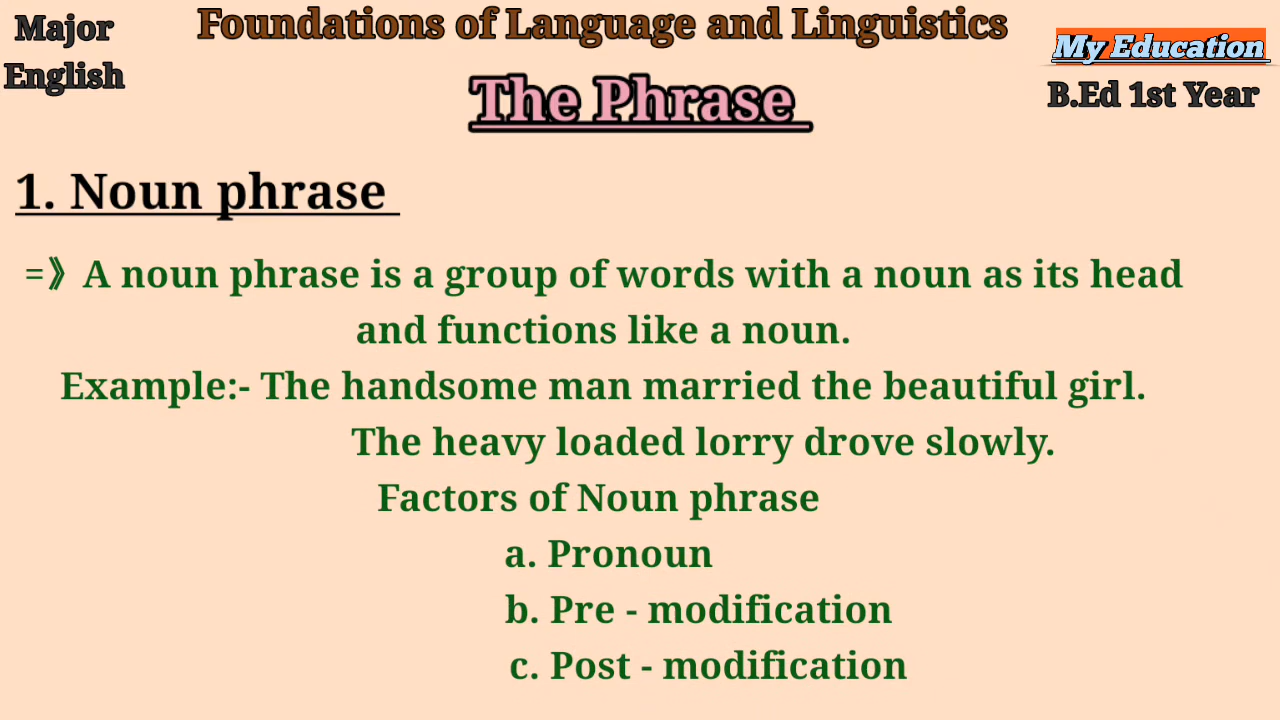 Major
English
Foundations of Language and Linguistics
My Education
B.Ed 1st Year
The Phrase
1. Noun phrase
=》A noun phrase is a group of words with a noun as its head
and functions like a noun.
Example:- The handsome man married the beautiful girl.
The heavy loaded lorry drove slowly.
Factors of Noun phrase
a. Pronoun
b. Pre - modification
c. Post - modification